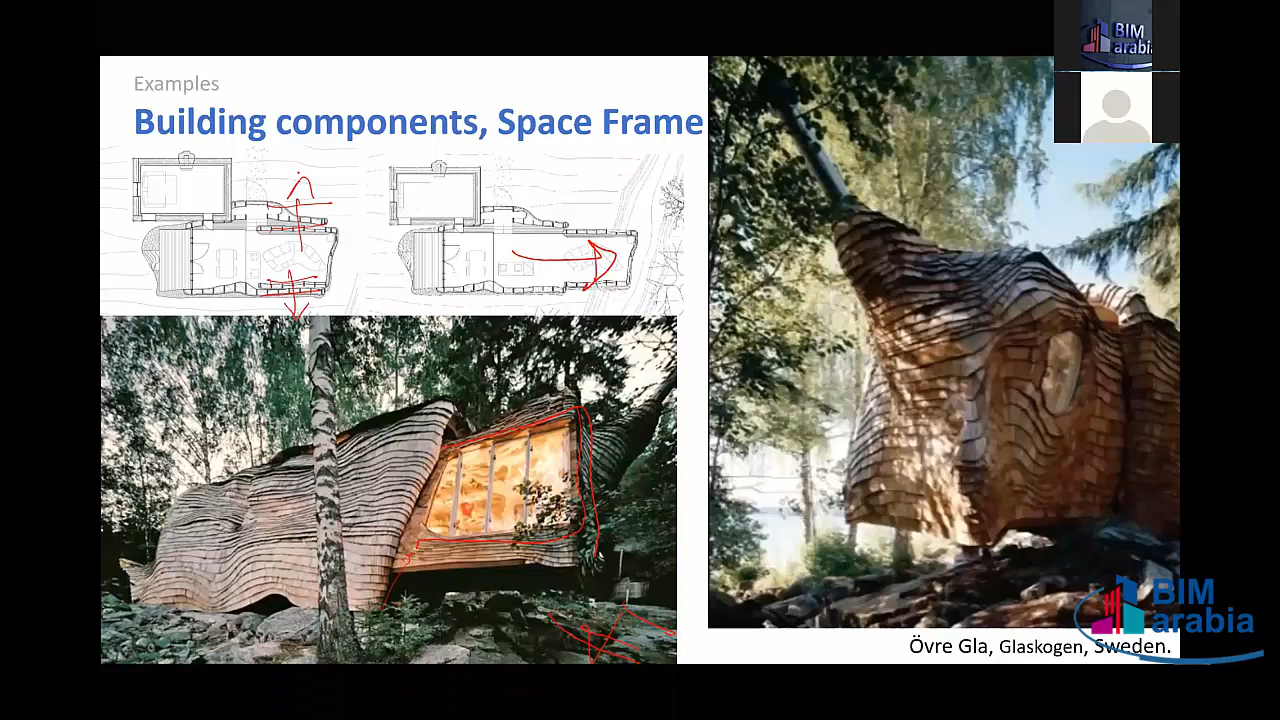 Examples
Building components, Space Frame
BIM
arabia
Övre Gla, Glaskogen, Sweden.
BIM
arabia